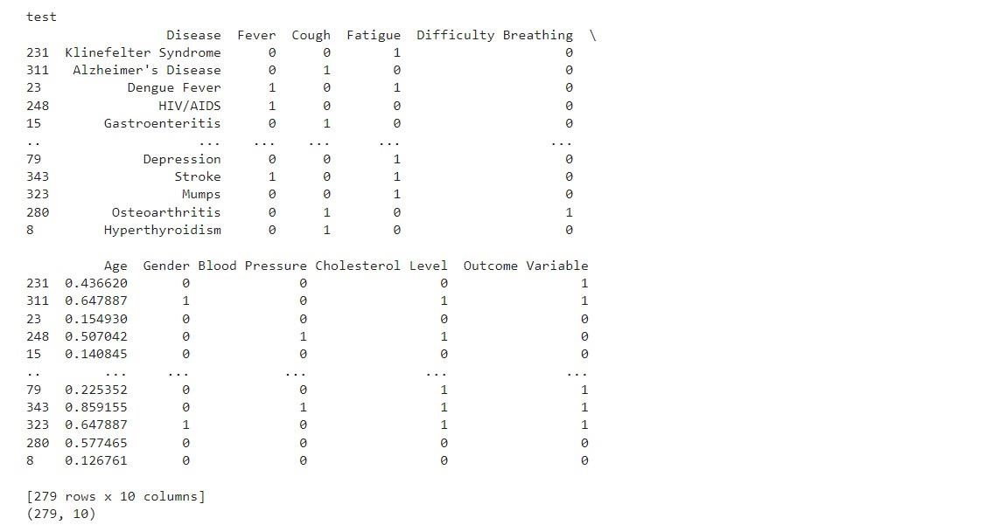 test
Disease Fever Cough Fatigue Difficulty Breathing \
231 Klinefelter Syndrome 0 0 1 0
311 Alzheimer's Disease 0 1 0 0
23 Dengue Fever 1 0 1 0
248 HIV/AIDS 1 0 0 0
15 Gastroenteritis 0 1 0 0
.. ... ... ... ... ...
79 Depression 0 0 1 0
343 Stroke 1 0 1 0
323 Mumps 0 0 1 0
280 Osteoarthritis 0 1 0 1
8 Hyperthyroidism 0 1 0 0
Age Gender Blood Pressure Cholesterol Level Outcome Variable
231 0.436620 0 0 0 1
311 0.647887 1 0 1 1
23 0.154930 0 0 0 0
248 0.507042 0 1 1 0
15 0.140845 0 0 0 0
.. ... ... ... ... ...
79 0.225352 0 0 1 1
343 0.859155 0 1 1 1
323 0.647887 1 0 1 1
280 0.577465 0 0 0 0
8 0.126761 0 0 0 0
[279 rows x 10 columns]
(279, 10)